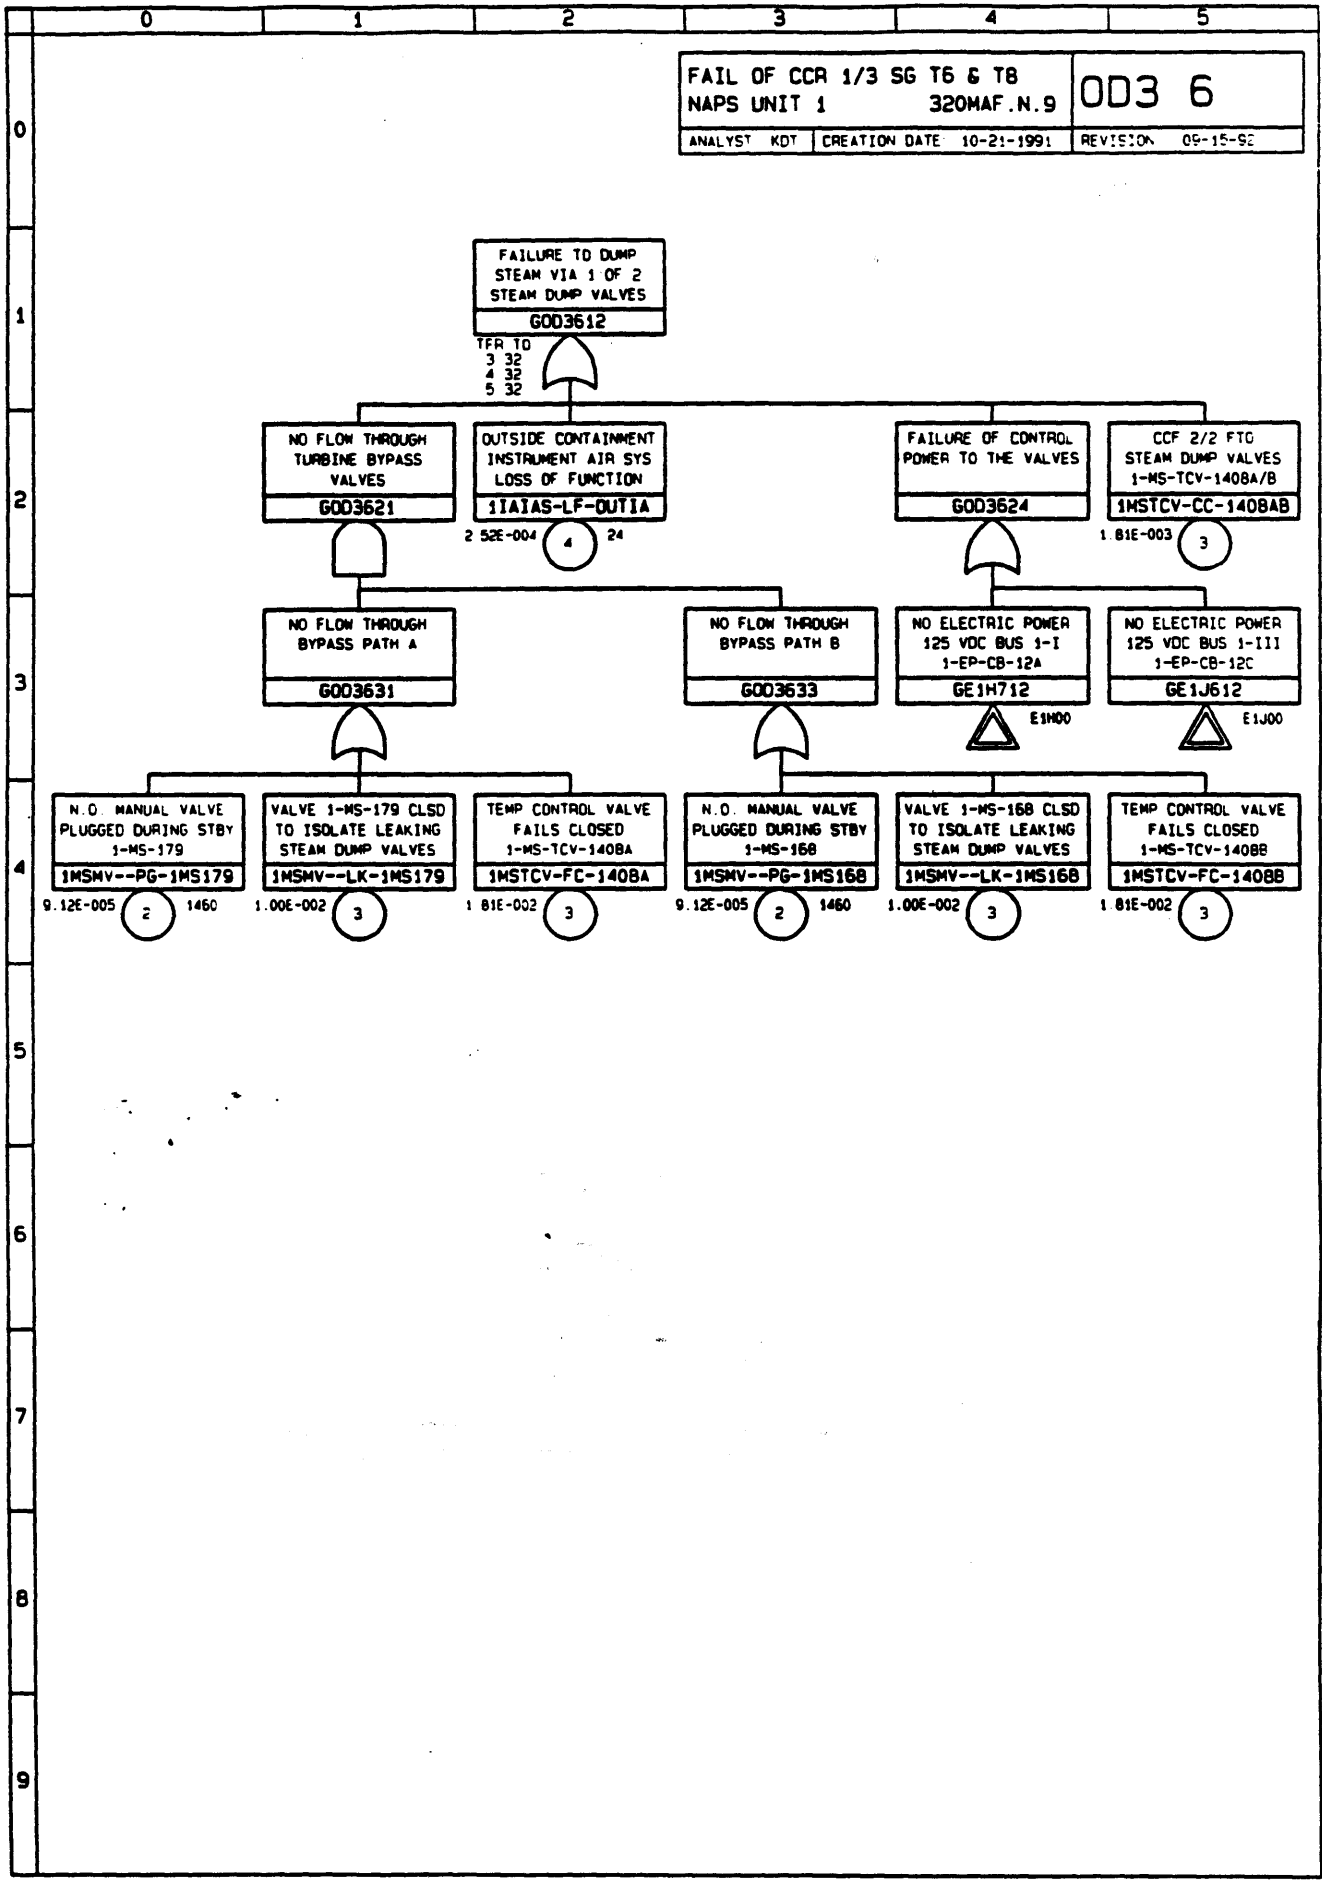 0 1 2 3 4 5
FAIL OF CCR 1/3 SG T6 & T8
NAPS UNIT 1 320MAF.N.9
OD3 6
ANALYST KDT CREATION DATE 10-21-1991 REVISION 09-15-92
0
FAILURE TO DUMP
STEAM VIA 1 OF 2
STEAM DUMP VALVES
GOD3612
1
TFR TO
3 32
4 32
5 32
NO FLOW THROUGH
TURBINE BYPASS
VALVES
GOD3621
OUTSIDE CONTAINMENT
INSTRUMENT AIR SYS
LOSS OF FUNCTION
1IAIAS-LF-OUTIA
2.52E-004 4 24
FAILURE OF CONTROL
POWER TO THE VALVES
GOD3624
CCF 2/2 FTO
STEAM DUMP VALVES
1-MS-TCV-1408A/B
1MSTCV-CC-1408AB
1.81E-003 3
2
NO FLOW THROUGH
BYPASS PATH A
GOD3631
NO FLOW THROUGH
BYPASS PATH B
GOD3633
NO ELECTRIC POWER
125 VDC BUS 1-I
1-EP-CB-12A
GE1H712
E1H00
NO ELECTRIC POWER
125 VDC BUS 1-III
1-EP-CB-12C
GE1J612
E1J00
3
N.O. MANUAL VALVE
PLUGGED DURING STBY
1-MS-179
1MSMV--PG-1MS179
9.12E-005 2 1460
VALVE 1-MS-179 CLSD
TO ISOLATE LEAKING
STEAM DUMP VALVES
1MSMV--LK-1MS179
1.00E-002 3
TEMP CONTROL VALVE
FAILS CLOSED
1-MS-TCV-1408A
1MSTCV-FC-1408A
1.81E-002 3
N.O. MANUAL VALVE
PLUGGED DURING STBY
1-MS-168
1MSMV--PG-1MS168
9.12E-005 2 1460
VALVE 1-MS-168 CLSD
TO ISOLATE LEAKING
STEAM DUMP VALVES
1MSMV--LK-1MS168
1.00E-002 3
TEMP CONTROL VALVE
FAILS CLOSED
1-MS-TCV-1408B
1MSTCV-FC-1408B
1.81E-002 3
4
5
6
7
8
9